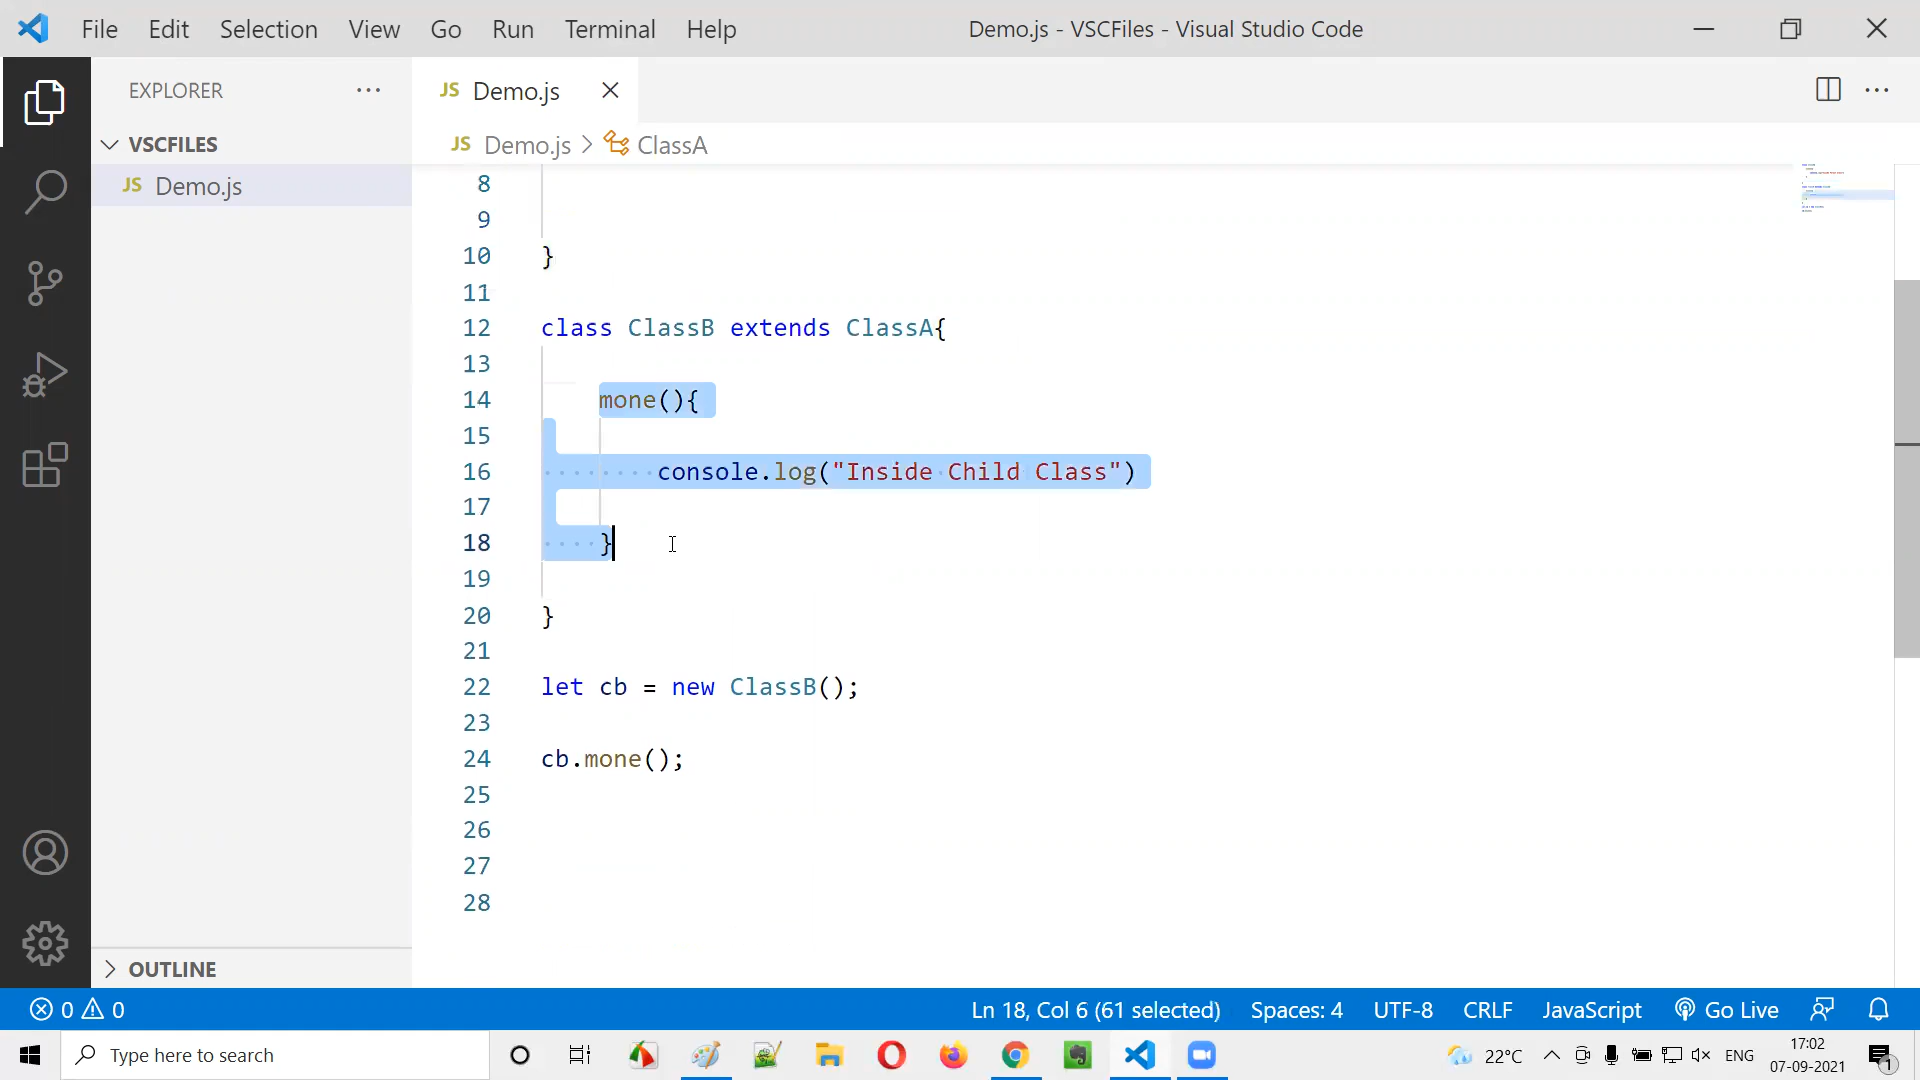 File Edit Selection View Go Run Terminal Help Demo.js - VSCFiles - Visual Studio Code
EXPLORER
VSCFILES
JS Demo.js
OUTLINE
JS Demo.js
JS Demo.js > ClassA
8
9
10 }
11
12 class ClassB extends ClassA{
13
14 mone(){
15
16 console.log("Inside Child Class")
17
18 }
19
20 }
21
22 let cb = new ClassB();
23
24 cb.mone();
25
26
27
28
0 0 Ln 18, Col 6 (61 selected) Spaces: 4 UTF-8 CRLF JavaScript Go Live
Type here to search 22°C ENG 17:02
07-09-2021
1